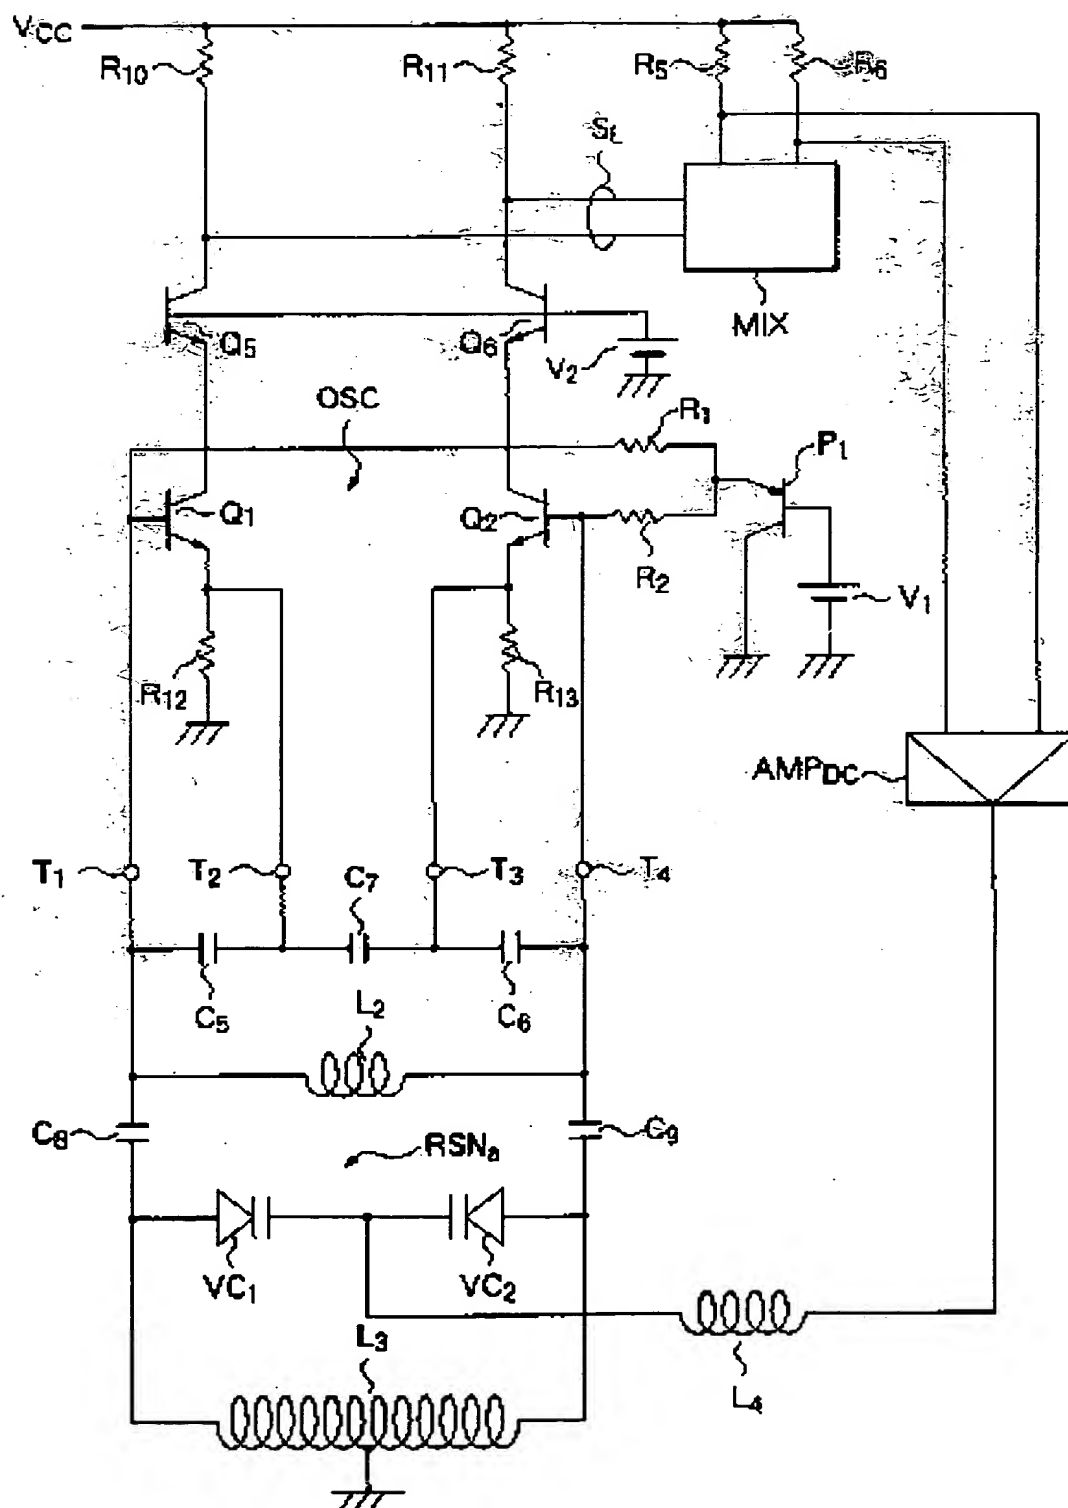 VCC
R10 R11 R5 R6
SL
MIX
Q5 Q6
V2
OSC
R1
P1
Q1 Q2
R2
V1
R12 R13
AMPDC
T1 T2 C7 T3 T4
C5 L2 C6
C8 C9
RSNa
VC1 VC2
L3
L4